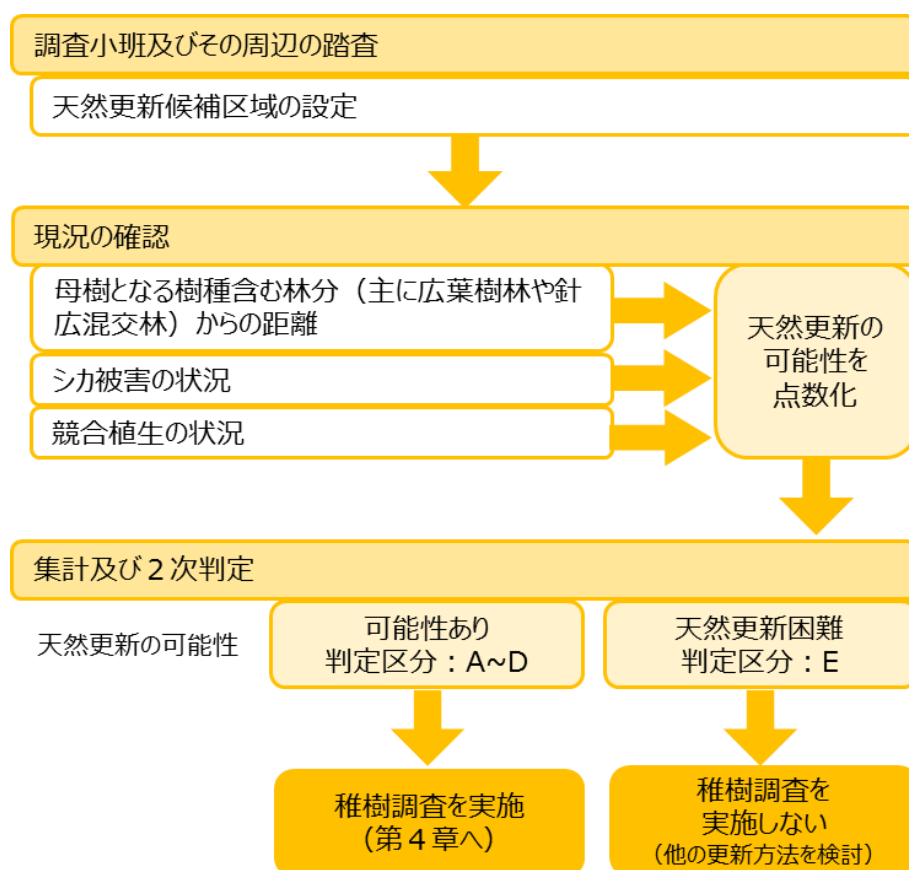 調査小班及びその周辺の踏査
天然更新候補区域の設定
現況の確認
母樹となる樹種含む林分（主に広葉樹林や針
広混交林）からの距離
シカ被害の状況
競合植生の状況
天然更新の
可能性を
点数化
集計及び２次判定
天然更新の可能性
可能性あり
判定区分：A~D
天然更新困難
判定区分：E
稚樹調査を実施
(第４章へ)
稚樹調査を
実施しない
（他の更新方法を検討）